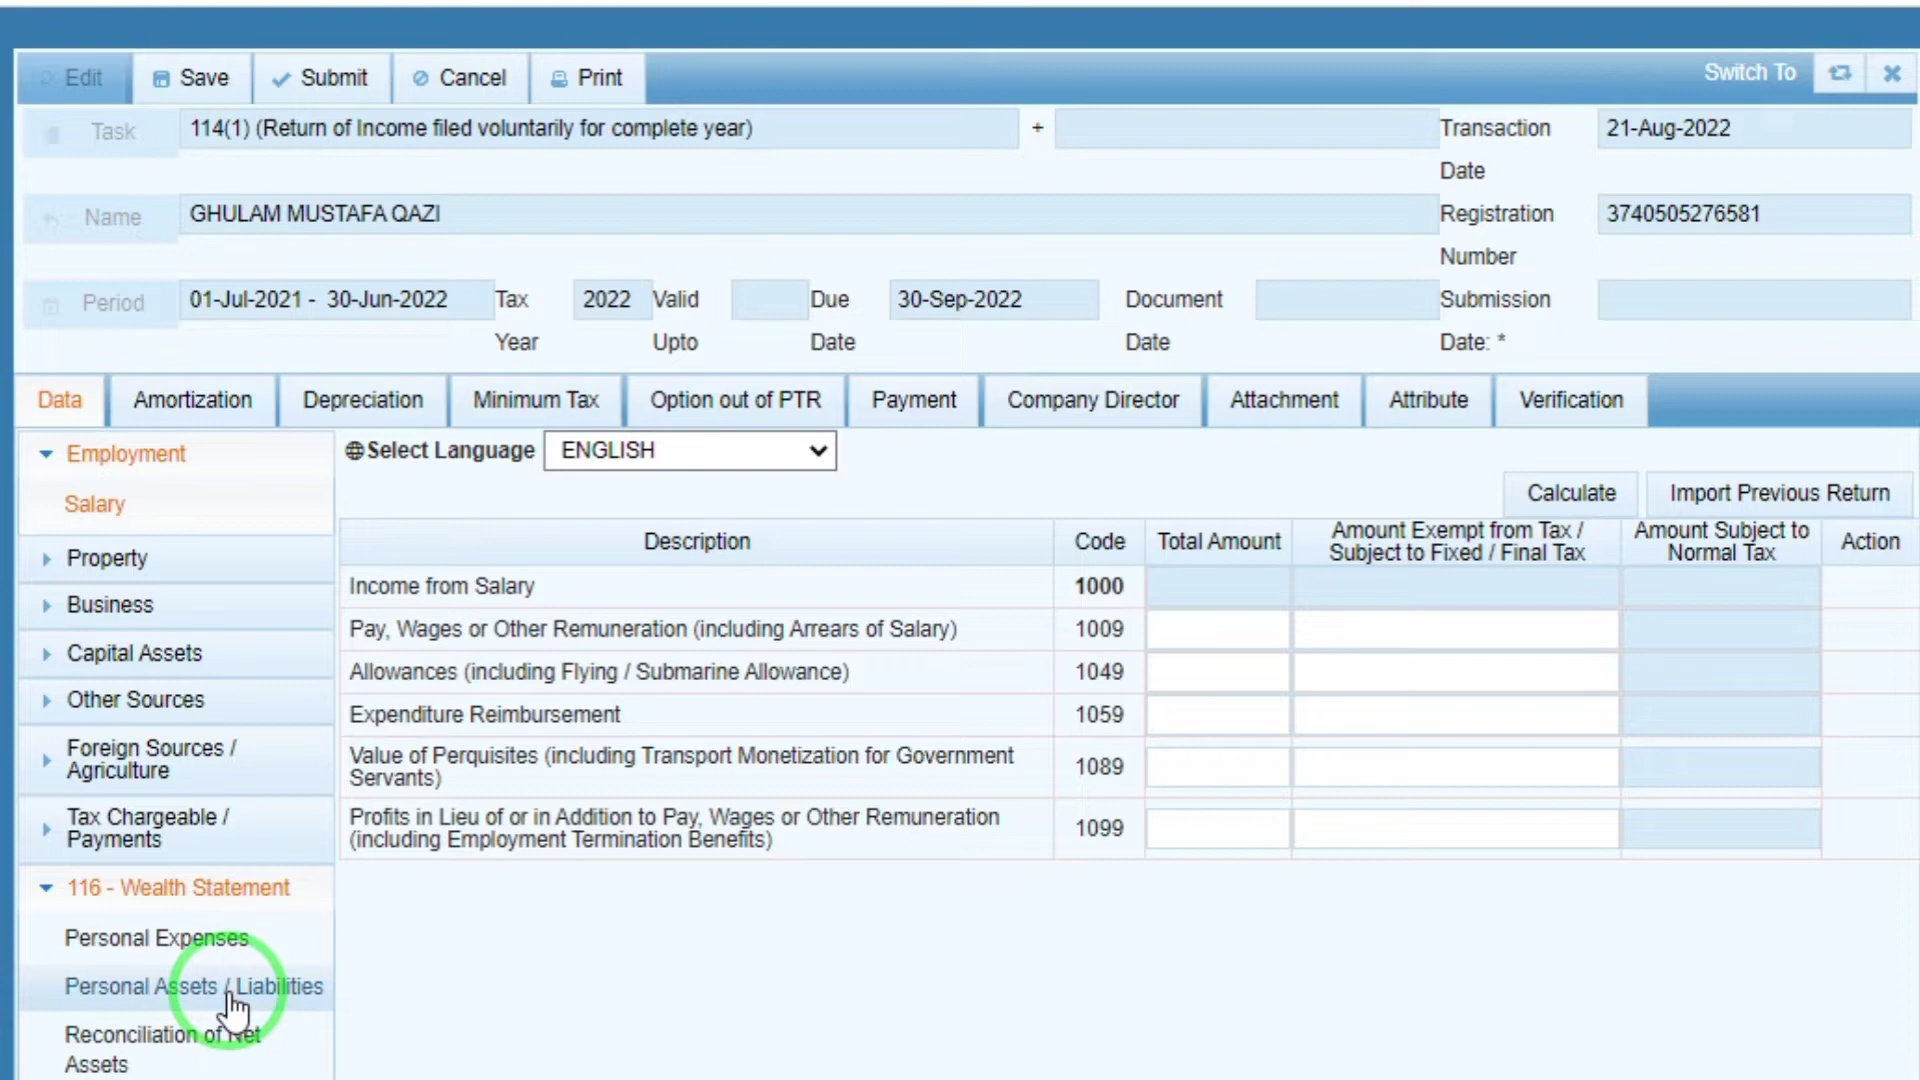 Edit Save Submit Cancel Print Switch To
Task 114(1) (Return of Income filed voluntarily for complete year) + Transaction Date 21-Aug-2022
Name GHULAM MUSTAFA QAZI Registration Number 3740505276581
Period 01-Jul-2021 - 30-Jun-2022 Tax Year 2022 Valid Upto Due Date 30-Sep-2022 Document Date Submission Date: *
Data Amortization Depreciation Minimum Tax Option out of PTR Payment Company Director Attachment Attribute Verification
Employment
Salary
Property
Business
Capital Assets
Other Sources
Foreign Sources /
Agriculture
Tax Chargeable /
Payments
116 - Wealth Statement
Personal Expenses
Personal Assets / Liabilities
Reconciliation of Net
Assets
Select Language ENGLISH
Calculate Import Previous Return
Description Code Total Amount Amount Exempt from Tax / Subject to Fixed / Final Tax Amount Subject to Normal Tax Action
Income from Salary 1000
Pay, Wages or Other Remuneration (including Arrears of Salary) 1009
Allowances (including Flying / Submarine Allowance) 1049
Expenditure Reimbursement 1059
Value of Perquisites (including Transport Monetization for Government
Servants) 1089
Profits in Lieu of or in Addition to Pay, Wages or Other Remuneration
(including Employment Termination Benefits) 1099